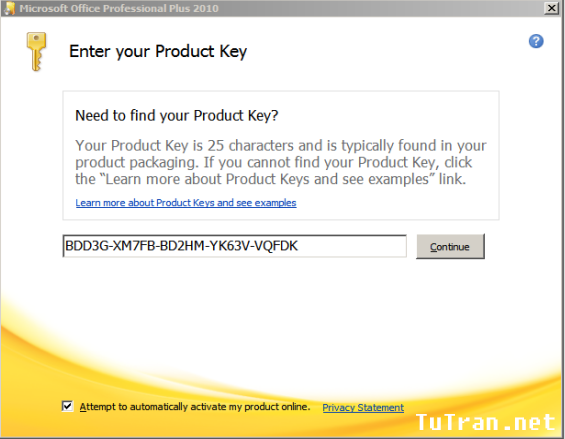 Microsoft Office Professional Plus 2010
Enter your Product Key
Need to find your Product Key?
Your Product Key is 25 characters and is typically found in your
product packaging. If you cannot find your Product Key, click
the “Learn more about Product Keys and see examples” link.
Learn more about Product Keys and see examples
BDD3G-XM7FB-BD2HM-YK63V-VQFDK
Continue
Attempt to automatically activate my product online. Privacy Statement
TuTran.net